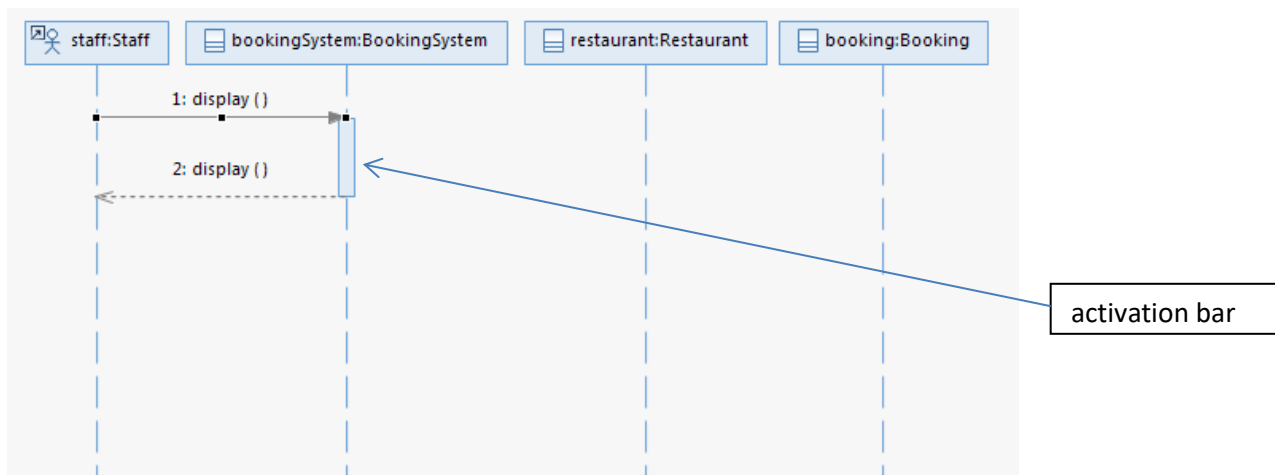 staff:Staff
bookingSystem:BookingSystem
restaurant:Restaurant
booking:Booking
1: display ( )
2: display ( )
activation bar